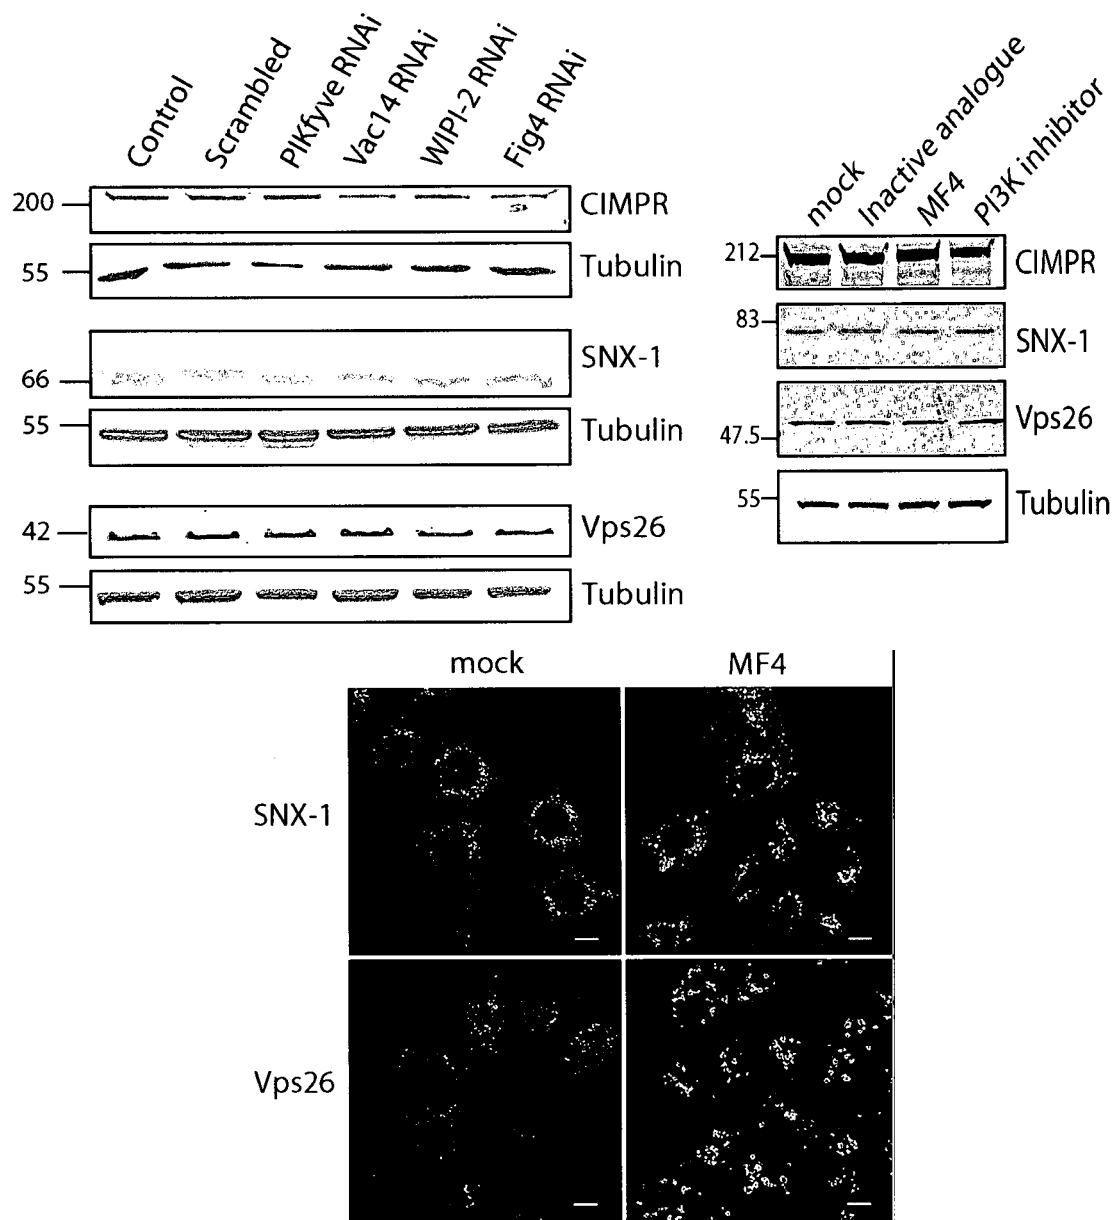 Control
Scrambled
PIKfyve RNAi
Vac14 RNAi
WIPI-2 RNAi
Fig4 RNAi
200
CIMPR
55
Tubulin
SNX-1
66
55
Tubulin
42
Vps26
55
Tubulin
mock
Inactive analogue
MF4
PI3K inhibitor
212
CIMPR
83
SNX-1
Vps26
47.5
55
Tubulin
mock
MF4
SNX-1
Vps26